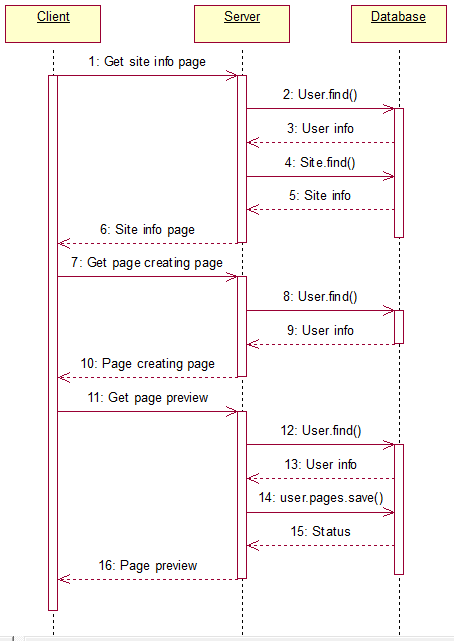 Client
Server
Database
1: Get site info page
2: User.find()
3: User info
4: Site.find()
5: Site info
6: Site info page
7: Get page creating page
8: User.find()
9: User info
10: Page creating page
11: Get page preview
12: User.find()
13: User info
14: user.pages.save()
15: Status
16: Page preview